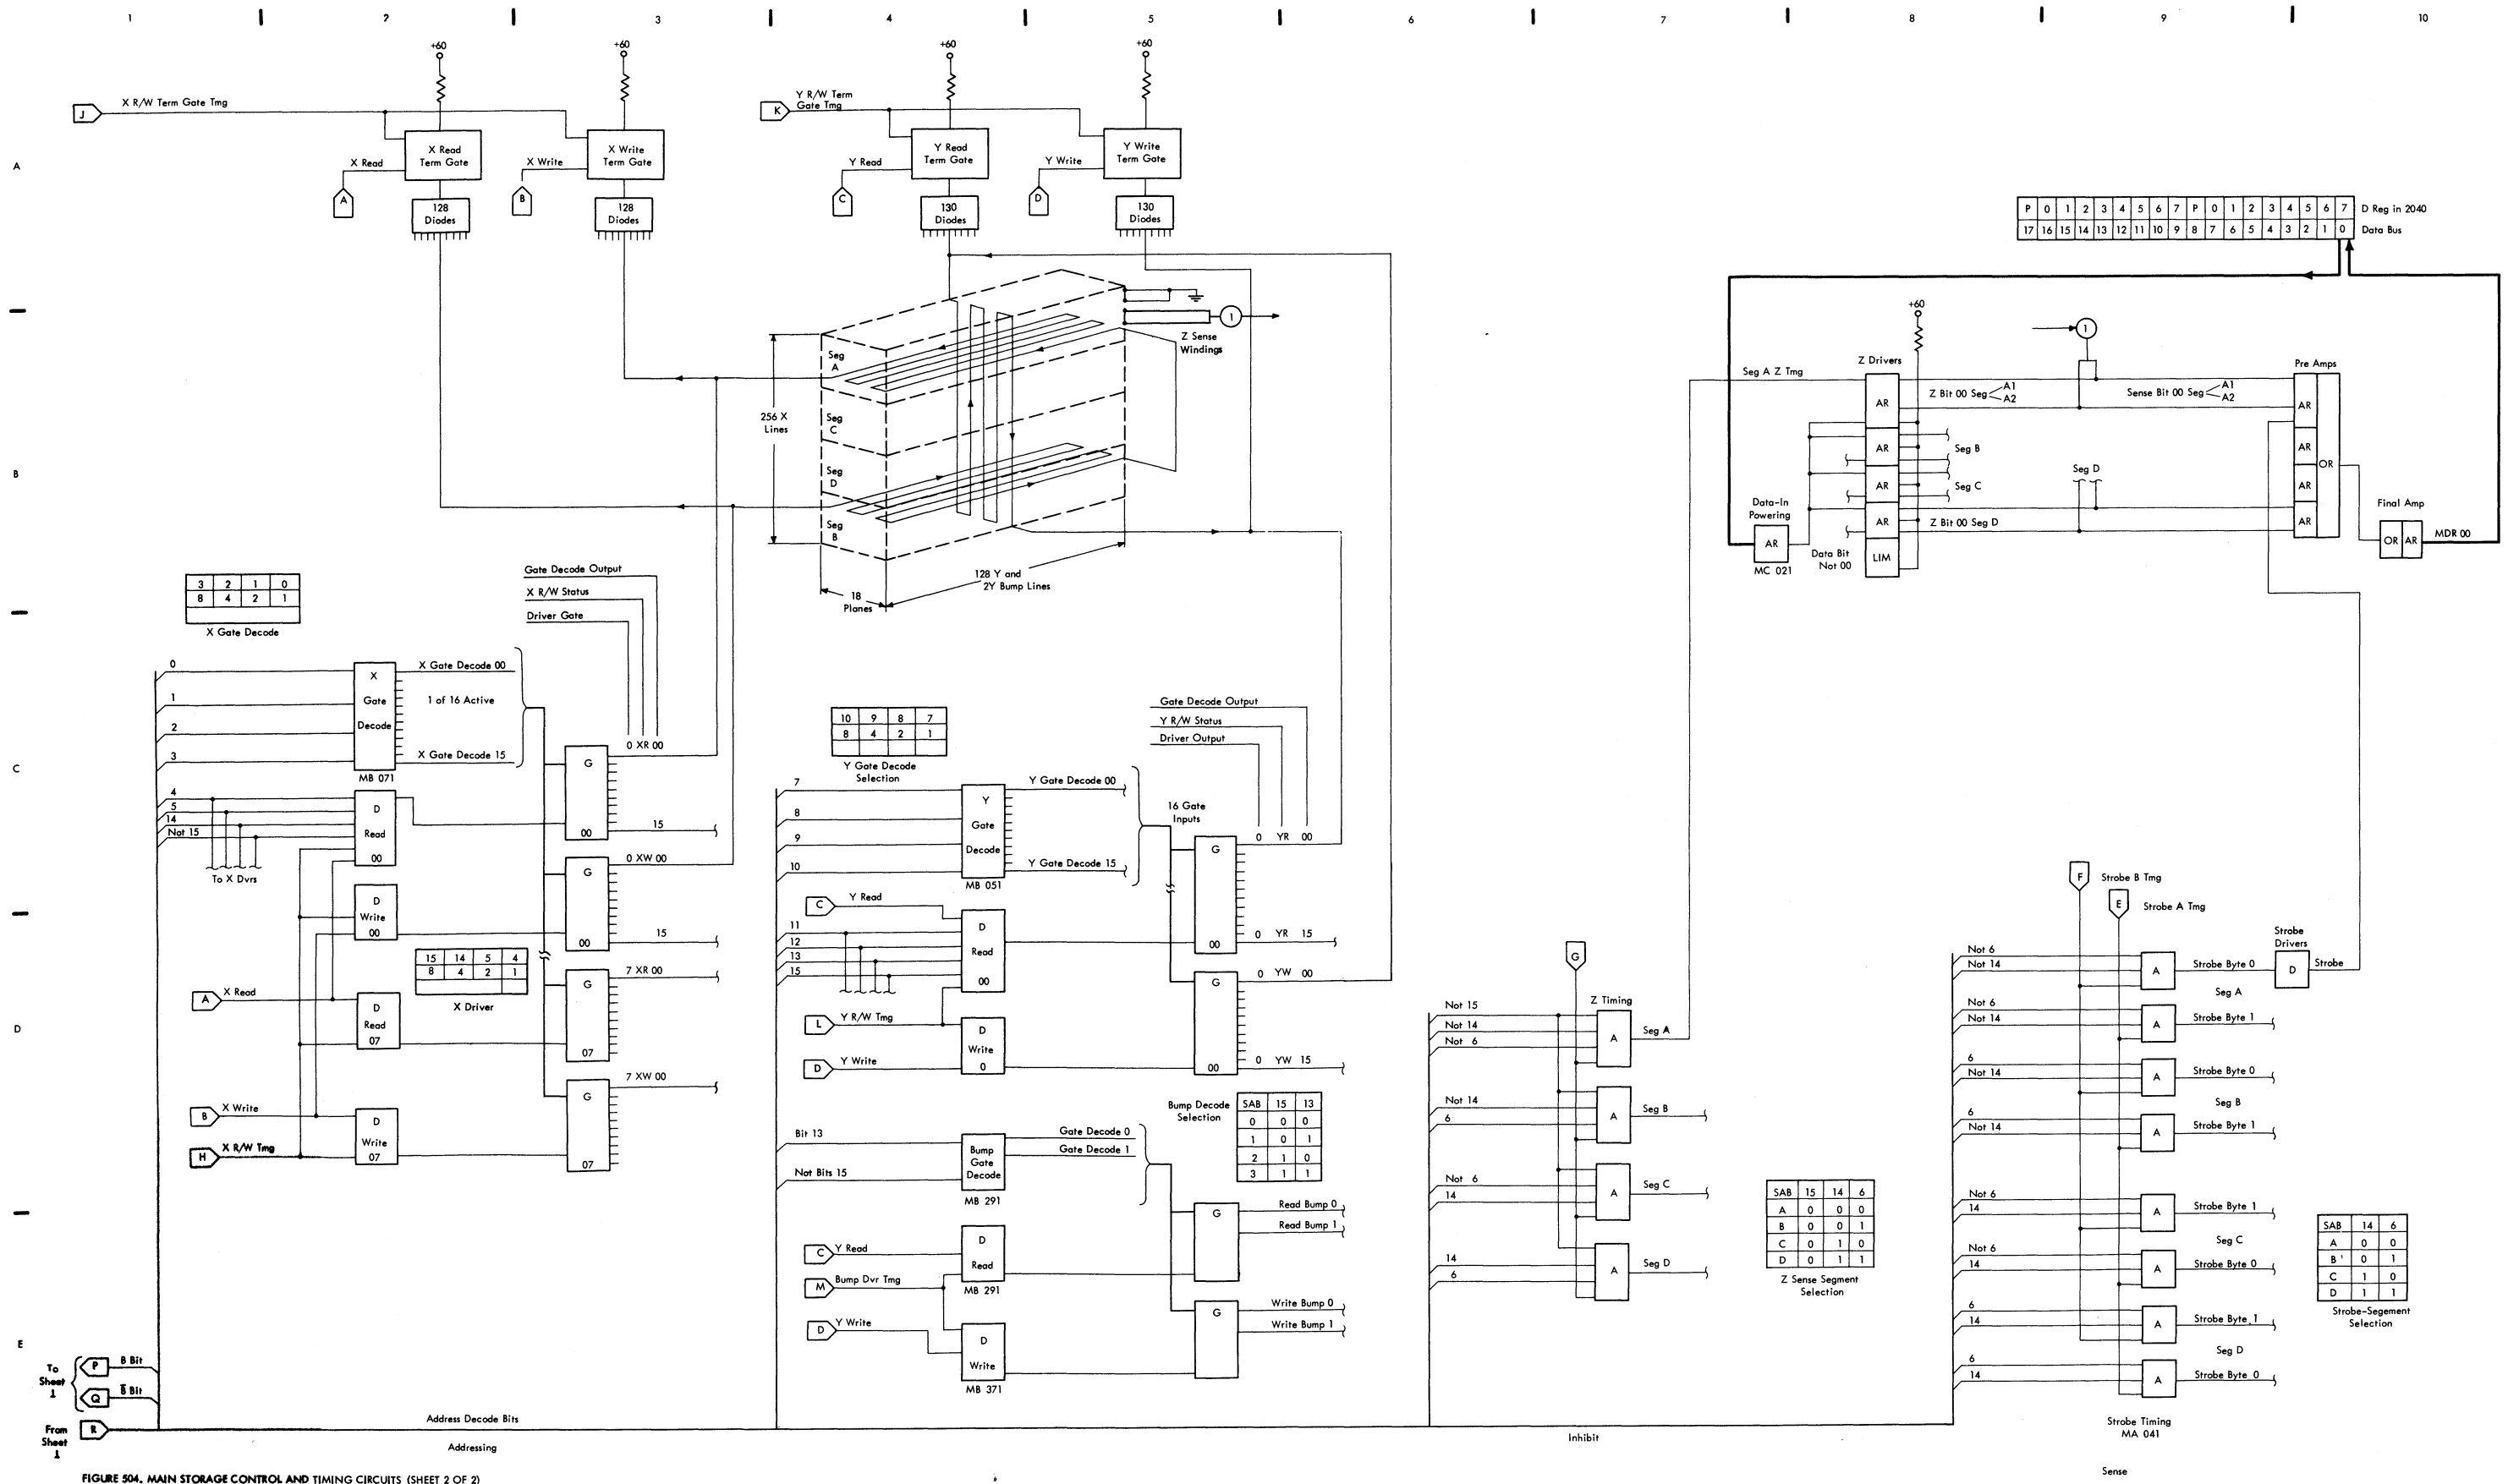 1 2 3 4 5 6 7 8 9 10
A
B
C
D
E
+60
+60
+60
+60
J
X R/W Term Gate Tmg
X Read
Term Gate
X Write
Term Gate
X Read
X Write
A
B
128
Diodes
128
Diodes
K
Y R/W Term
Gate Tmg
Y Read
Term Gate
Y Write
Term Gate
Y Read
Y Write
C
D
130
Diodes
130
Diodes
P 0 1 2 3 4 5 6 7 P 0 1 2 3 4 5 6 7 D Reg in 2040
17 16 15 14 13 12 11 10 9 8 7 6 5 4 3 2 1 0 Data Bus
1
Z Sense
Windings
Seg
A
Seg
C
Seg
D
Seg
B
256 X
Lines
18
Planes
128 Y and
2Y Bump Lines
+60
1
Seg A Z Tmg
Z Drivers
Pre Amps
AR
AR
AR
AR
LIM
Z Bit 00 Seg
A1
A2
Sense Bit 00 Seg
A1
A2
Seg B
Seg C
Seg D
Z Bit 00 Seg D
AR
AR
AR
AR
OR
Data-In
Powering
AR
MC 021
Data Bit
Not 00
Final Amp
OR AR
MDR 00
3 2 1 0
8 4 2 1
X Gate Decode
Gate Decode Output
X R/W Status
Driver Gate
0
1
2
3
X
Gate
Decode
MB 071
X Gate Decode 00
1 of 16 Active
X Gate Decode 15
4
5
14
Not 15
To X Dvrs
D
Read
00
D
Write
00
15 14 5 4
8 4 2 1
X Driver
A
X Read
D
Read
07
B
X Write
H
X R/W Tmg
D
Write
07
G
00
0 XR 00
15
G
00
0 XW 00
15
G
07
7 XR 00
G
07
7 XW 00
10 9 8 7
8 4 2 1
Y Gate Decode
Selection
Gate Decode Output
Y R/W Status
Driver Output
7
8
9
10
Y
Gate
Decode
MB 051
Y Gate Decode 00
Y Gate Decode 15
16 Gate
Inputs
C
Y Read
11
12
13
15
D
Read
00
L
Y R/W Tmg
D
Y Write
D
Write
0
G
00
0 YR 00
0 YR 15
G
00
0 YW 00
0 YW 15
Bump Decode
Selection
SAB 15 13
0 0 0
1 0 1
2 1 0
3 1 1
Bit 13
Not Bits 15
Bump
Gate
Decode
MB 291
Gate Decode 0
Gate Decode 1
C
Y Read
M
Bump Dvr Tmg
D
Y Write
D
Read
MB 291
D
Write
MB 371
G
Read Bump 0
Read Bump 1
G
Write Bump 0
Write Bump 1
G
Z Timing
Not 15
Not 14
Not 6
A
Seg A
Not 14
6
A
Seg B
Not 6
14
A
Seg C
14
6
A
Seg D
SAB 15 14 6
A 0 0 0
B 0 0 1
C 0 1 0
D 0 1 1
Z Sense Segment
Selection
F
Strobe B Tmg
E
Strobe A Tmg
Strobe
Drivers
Not 6
Not 14
A
Strobe Byte 0
D
Strobe
Seg A
Not 6
Not 14
A
Strobe Byte 1
6
Not 14
A
Strobe Byte 0
Seg B
6
Not 14
A
Strobe Byte 1
Not 6
14
A
Strobe Byte 1
Seg C
Not 6
14
A
Strobe Byte 0
6
14
A
Strobe Byte 1
Seg D
6
14
A
Strobe Byte 0
SAB 14 6
A 0 0
B ' 0 1
C 1 0
D 1 1
Strobe-Segement
Selection
Strobe Timing
MA 041
To
Sheet
1
P
B Bit
Q
B̅ Bit
From
Sheet
1
R
Address Decode Bits
Addressing
Inhibit
Sense
FIGURE 504. MAIN STORAGE CONTROL AND TIMING CIRCUITS (SHEET 2 OF 2)